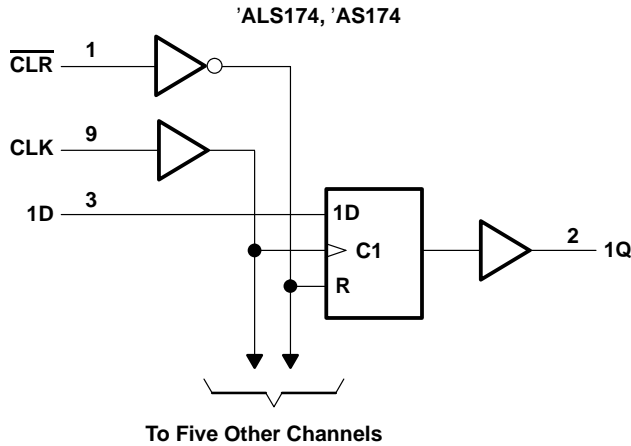 'ALS174, 'AS174
CLR 1
CLK 9
1D 3
1D
C1
R
2 1Q
To Five Other Channels